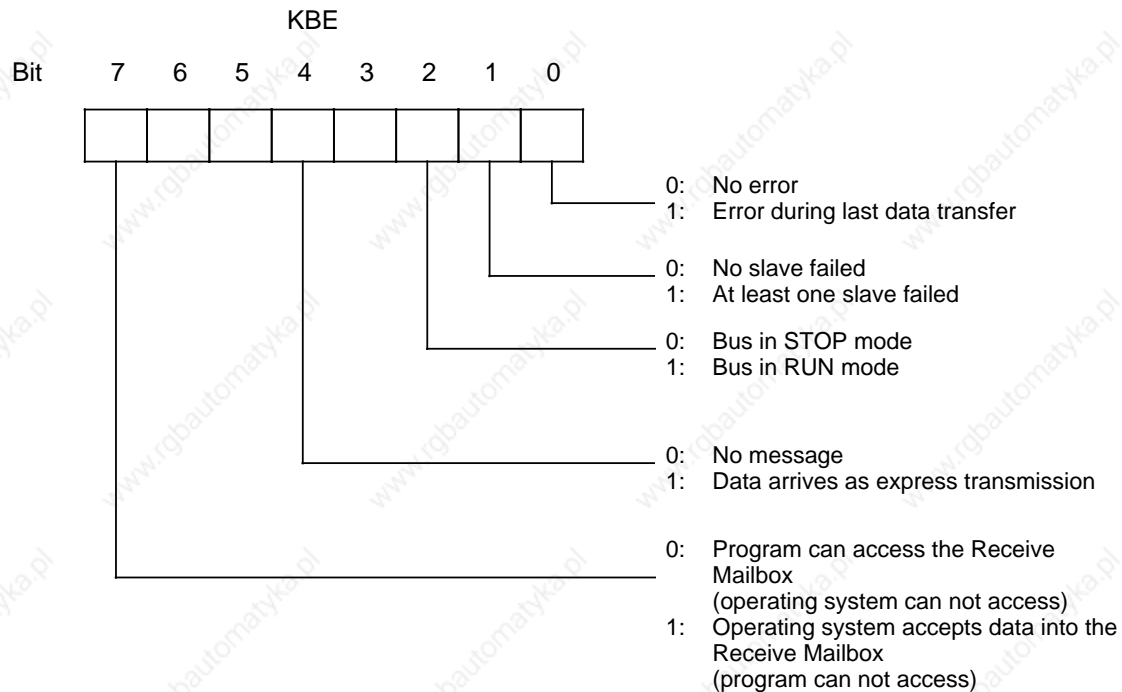 KBE
Bit 7 6 5 4 3 2 1 0
0: No error
1: Error during last data transfer
0: No slave failed
1: At least one slave failed
0: Bus in STOP mode
1: Bus in RUN mode
0: No message
1: Data arrives as express transmission
0: Program can access the Receive
Mailbox
(operating system can not access)
1: Operating system accepts data into the
Receive Mailbox
(program can not access)
www.rgbautomatyka.pl